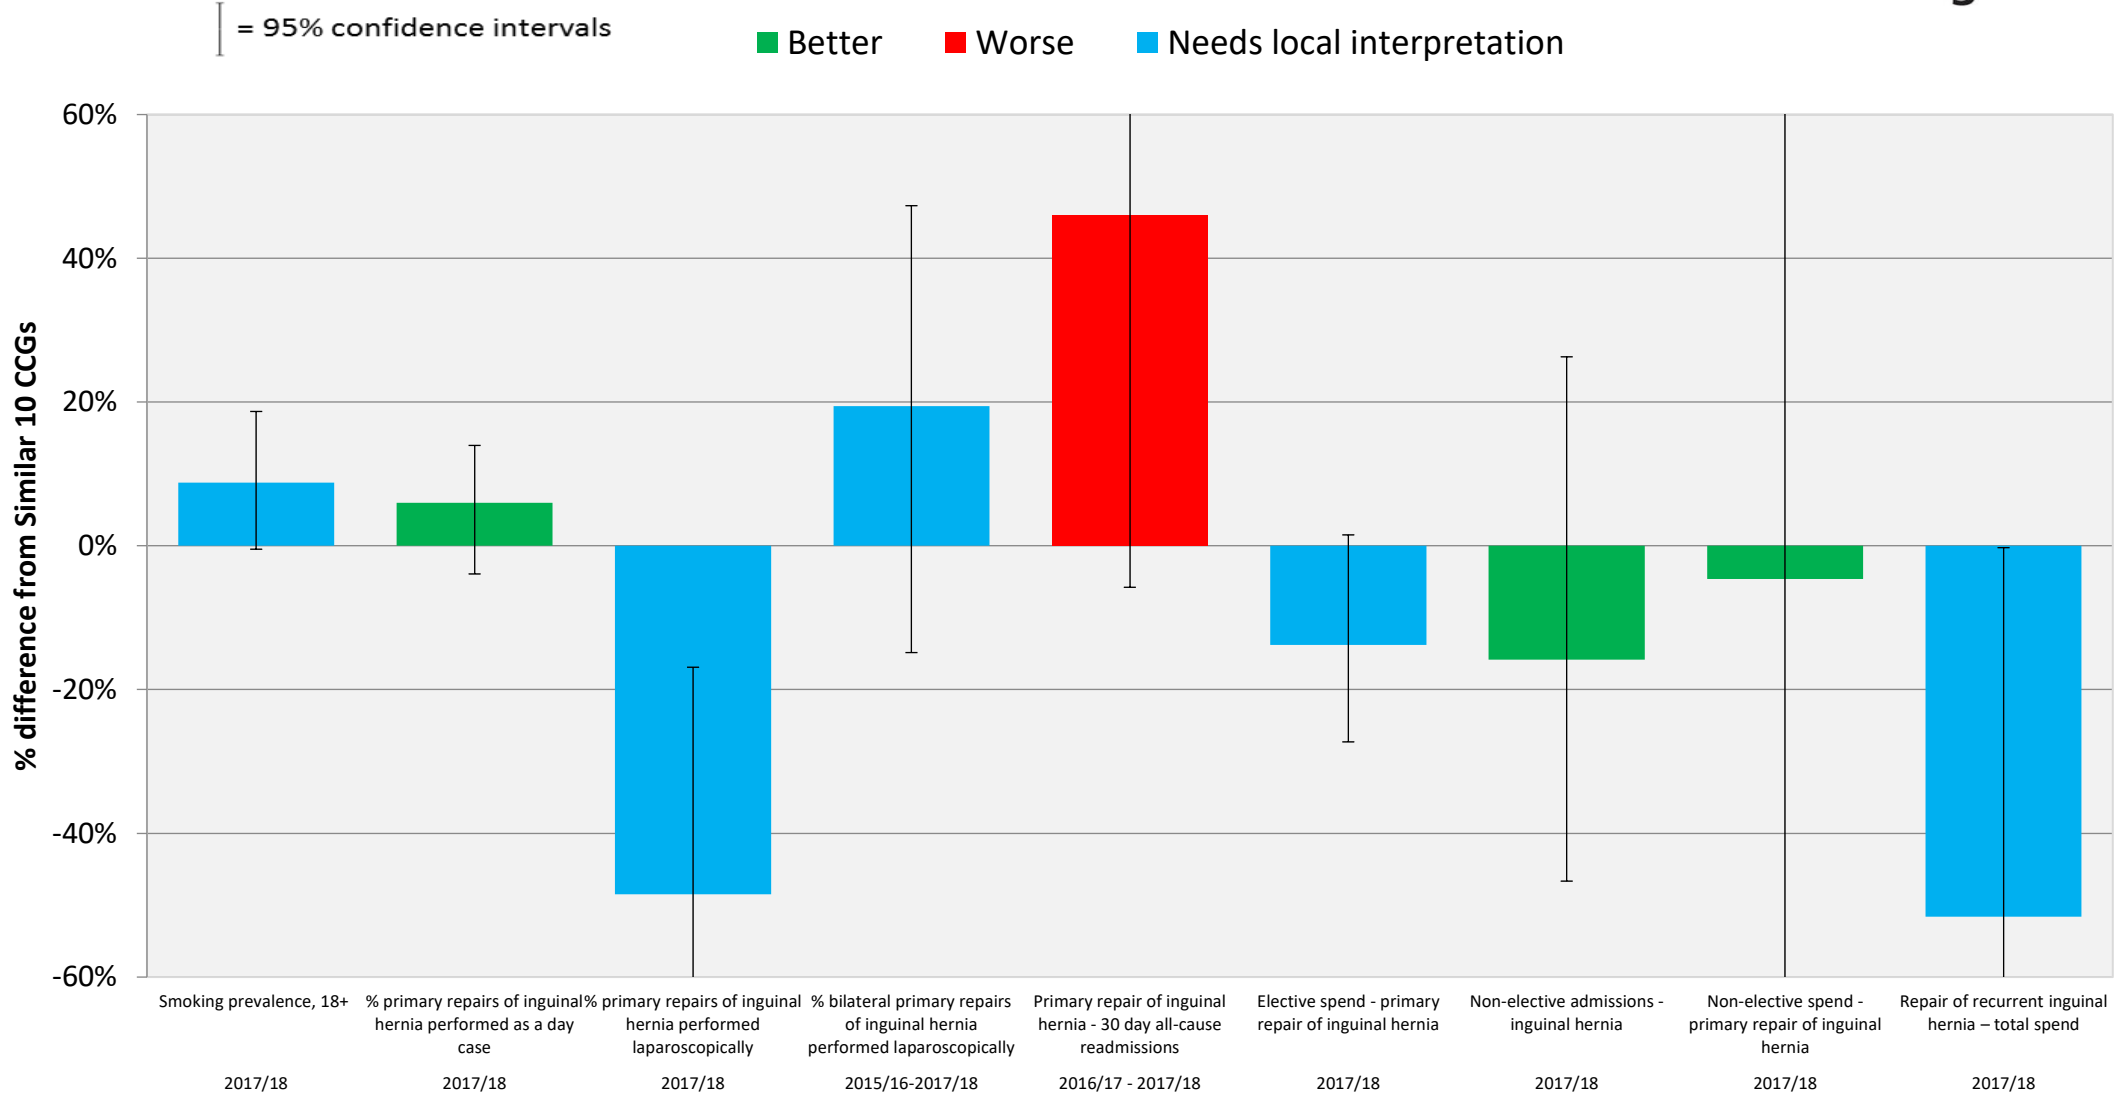 = 95% confidence intervals
Better
Worse
Needs local interpretation
% difference from Similar 10 CCGs
60%
40%
20%
0%
-20%
-40%
-60%
Smoking prevalence, 18+
2017/18
% primary repairs of inguinal
hernia performed as a day
case
2017/18
% primary repairs of inguinal
hernia performed
laparoscopically
2017/18
% bilateral primary repairs
of inguinal hernia
performed laparoscopically
2015/16-2017/18
Primary repair of inguinal
hernia - 30 day all-cause
readmissions
2016/17 - 2017/18
Elective spend - primary
repair of inguinal hernia
2017/18
Non-elective admissions -
inguinal hernia
2017/18
Non-elective spend -
primary repair of inguinal
hernia
2017/18
Repair of recurrent inguinal
hernia – total spend
2017/18